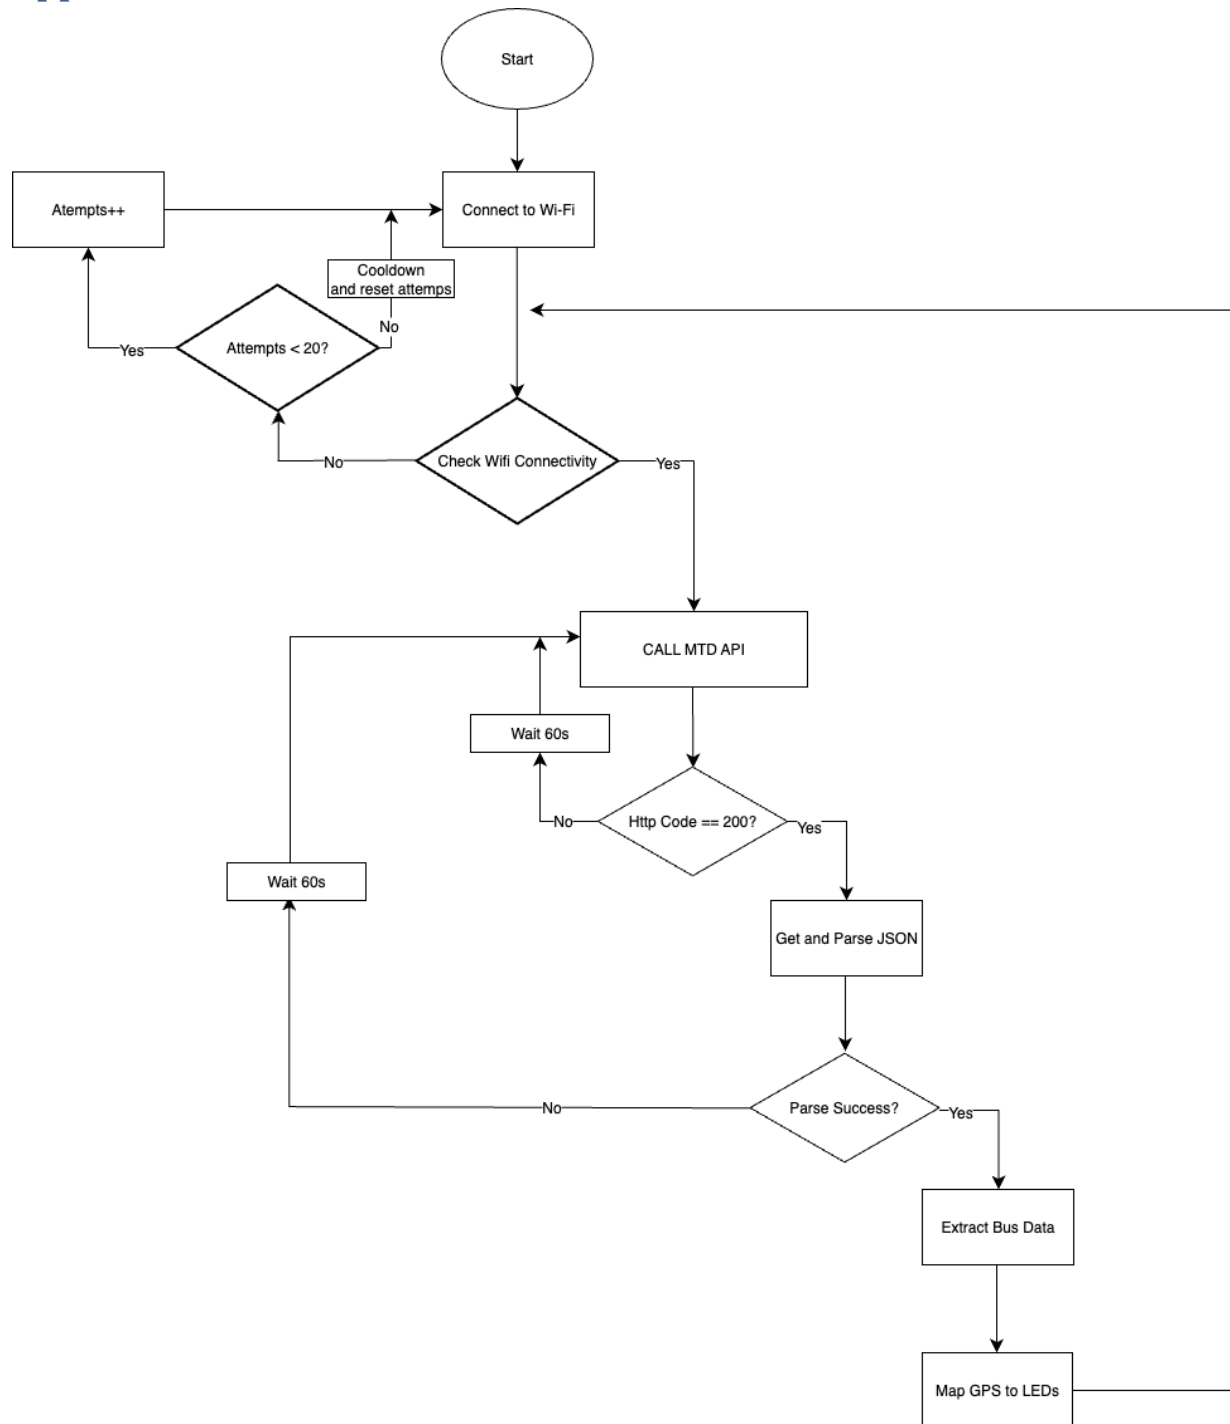 Start
Atempts++
Connect to Wi-Fi
Cooldown
and reset attemps
No
Attempts < 20?
Yes
No
Check Wifi Connectivity
Yes
CALL MTD API
Wait 60s
No
Http Code == 200?
Yes
Wait 60s
Get and Parse JSON
No
Parse Success?
Yes
Extract Bus Data
Map GPS to LEDs